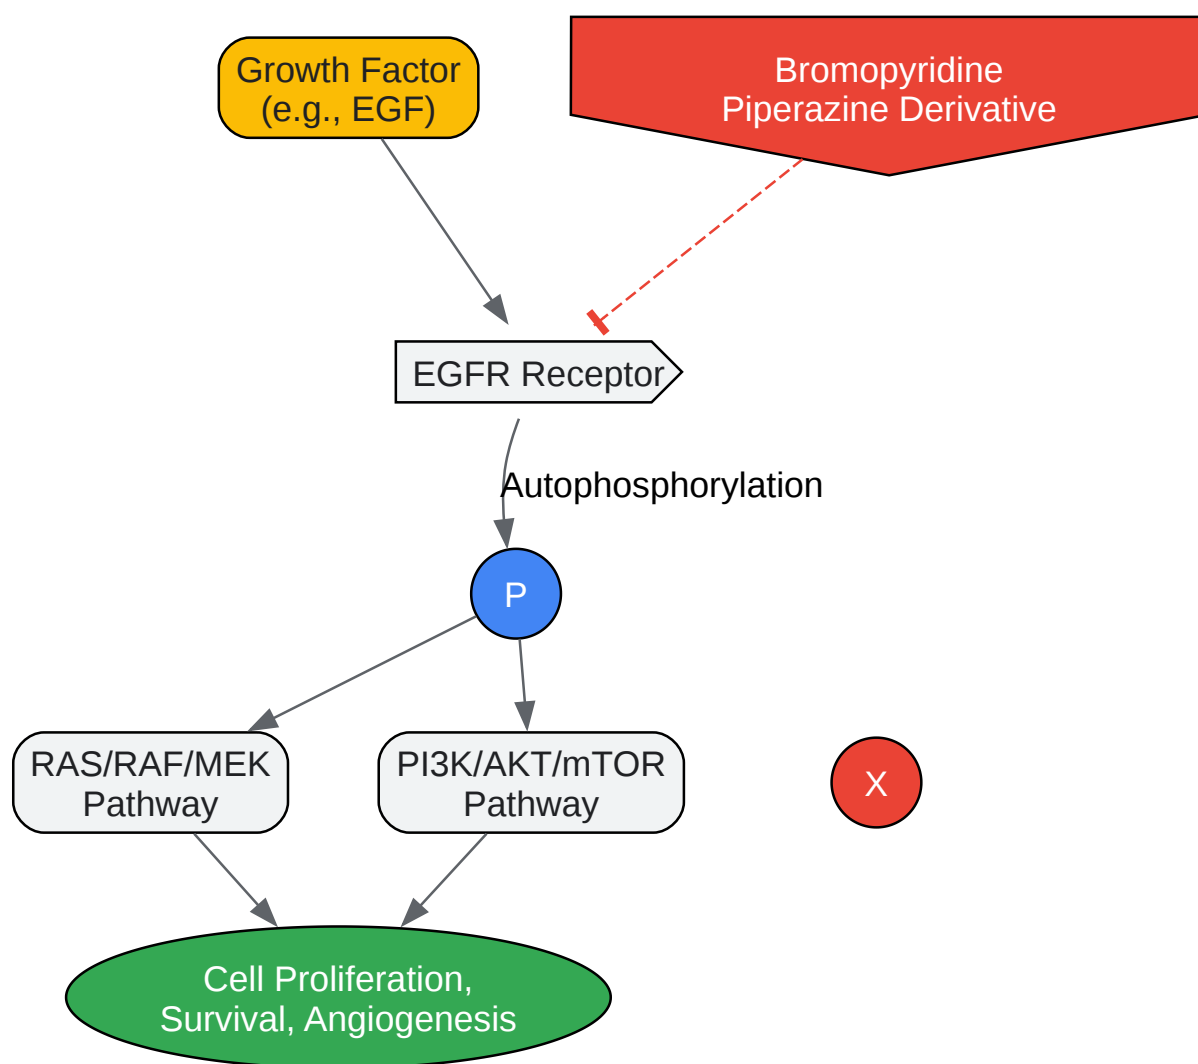 Growth Factor
(e.g., EGF)
Bromopyridine
Piperazine Derivative
EGFR Receptor
Autophosphorylation
P
RAS/RAF/MEK
Pathway
PI3K/AKT/mTOR
Pathway
X
Cell Proliferation,
Survival, Angiogenesis